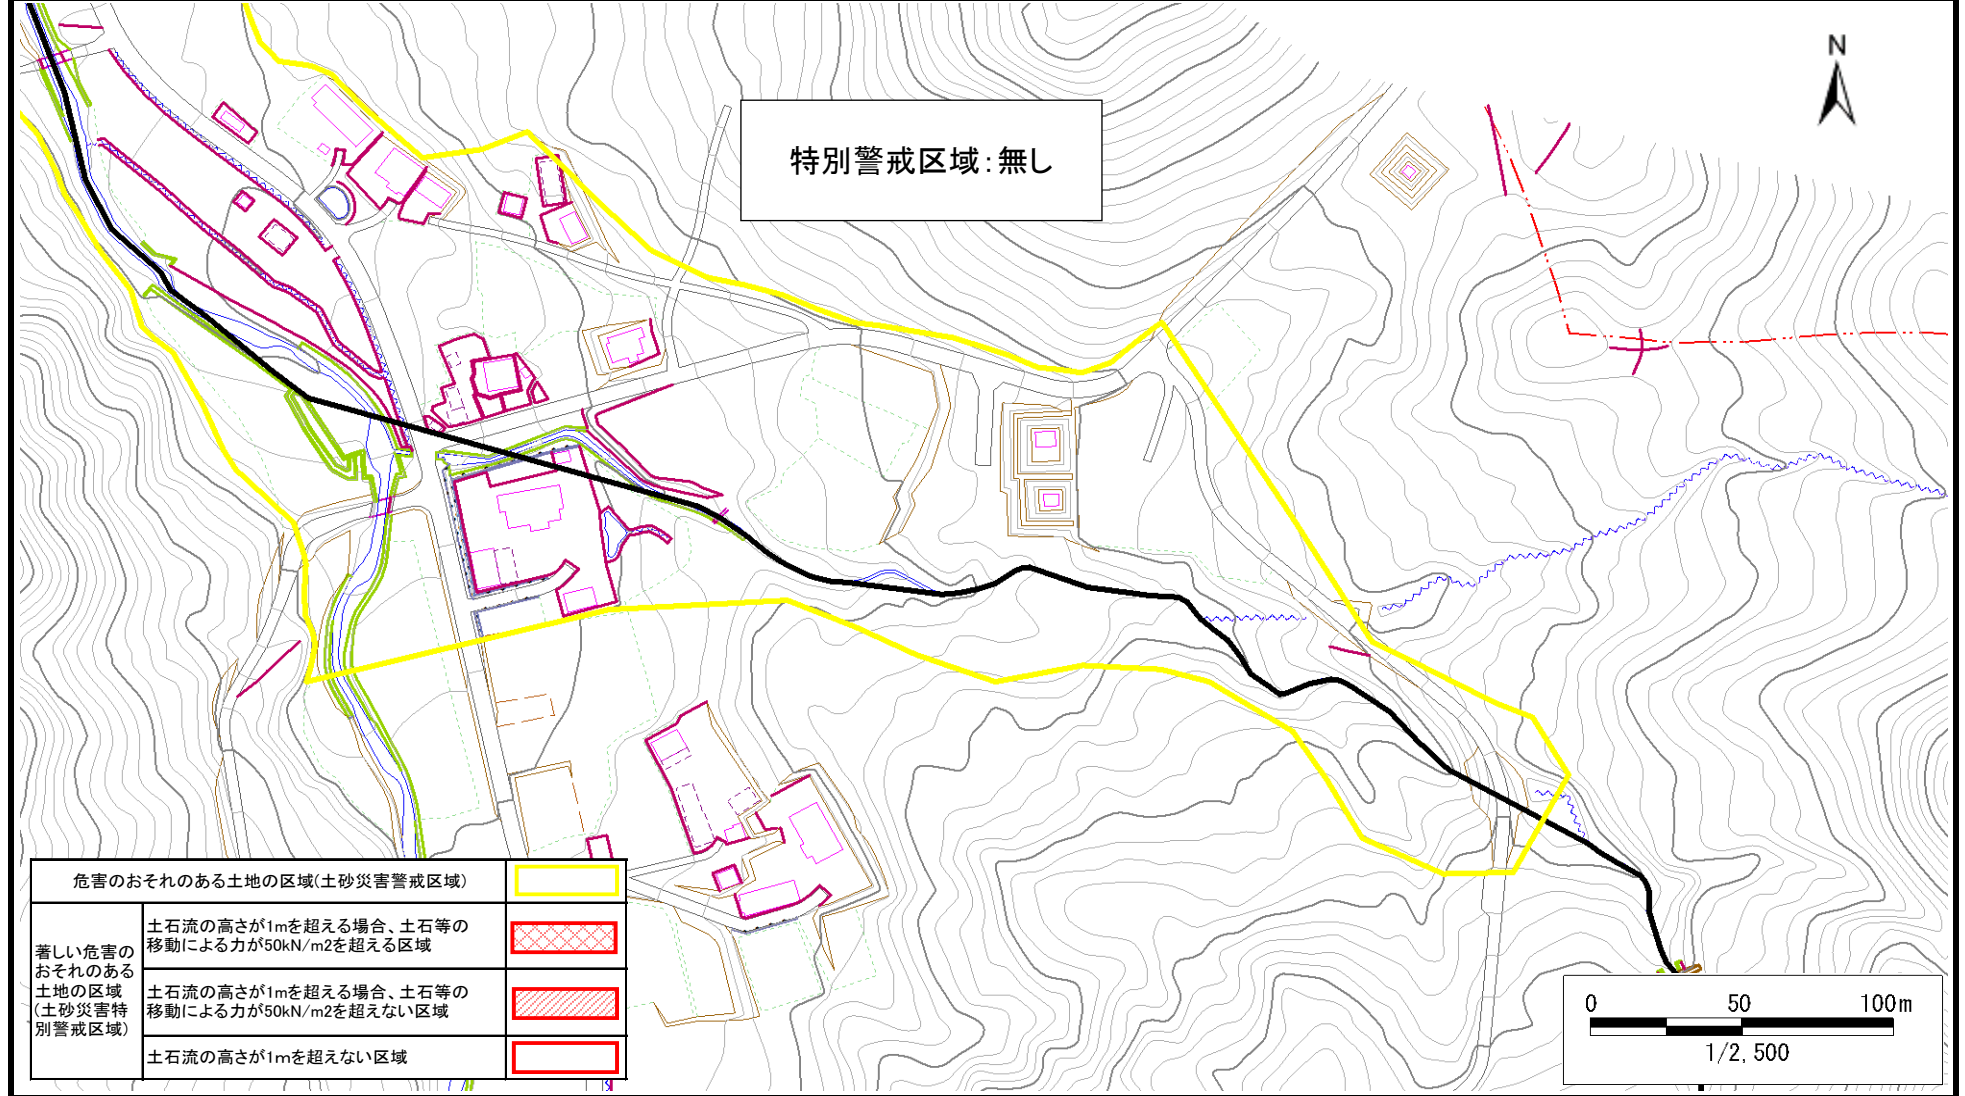 N
特別警戒区域：無し
危害のおそれのある土地の区域(土砂災害警戒区域)
著しい危害の
おそれのある
土地の区域
(土砂災害特
別警戒区域)
土石流の高さが1mを超える場合、土石等の
移動による力が50kN/m2を超える区域
土石流の高さが1mを超える場合、土石等の
移動による力が50kN/m2を超えない区域
土石流の高さが1mを超えない区域
0 50 100m
1/2,500